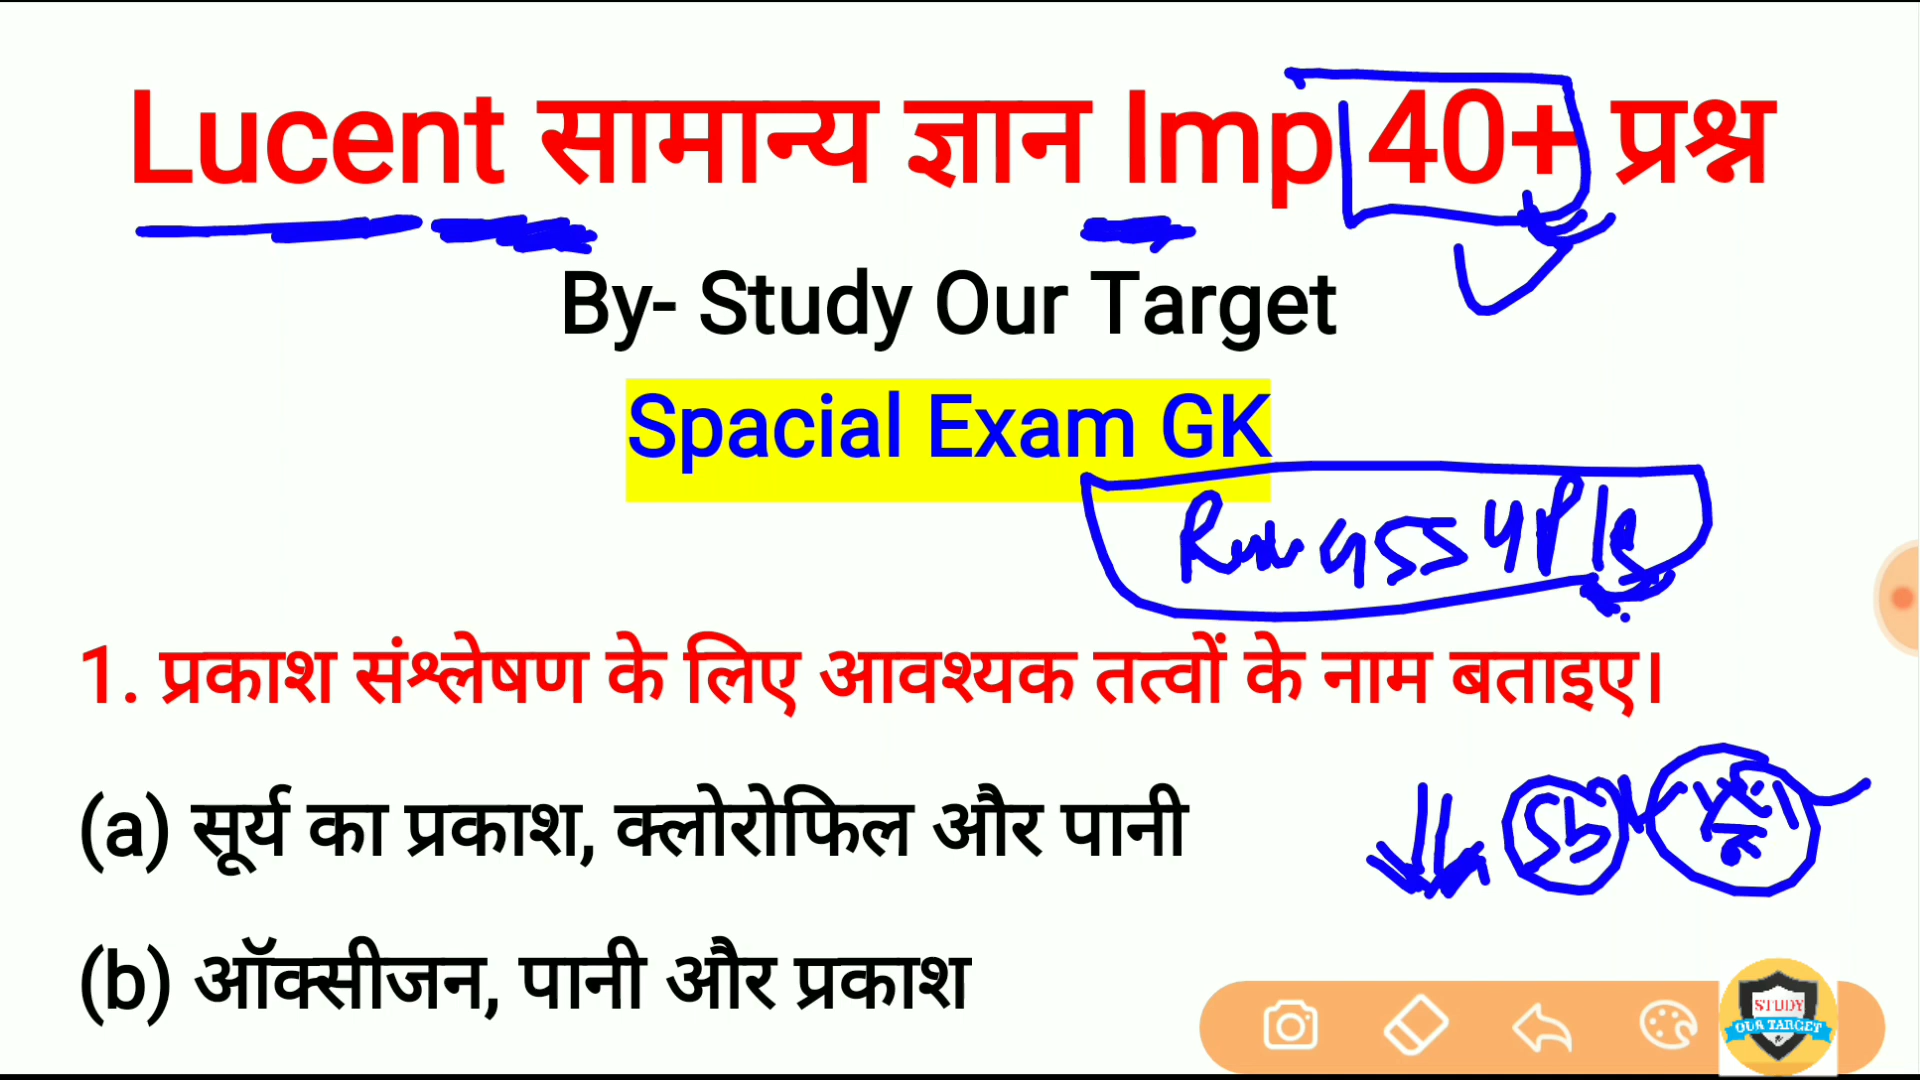 Lucent सामान्य ज्ञान Imp 40+ प्रश्न
By- Study Our Target
Spacial Exam GK
1. प्रकाश संश्लेषण के लिए आवश्यक तत्वों के नाम बताइए।
(a) सूर्य का प्रकाश, क्लोरोफिल और पानी
(b) ऑक्सीजन, पानी और प्रकाश
STUDY
OUR TARGET